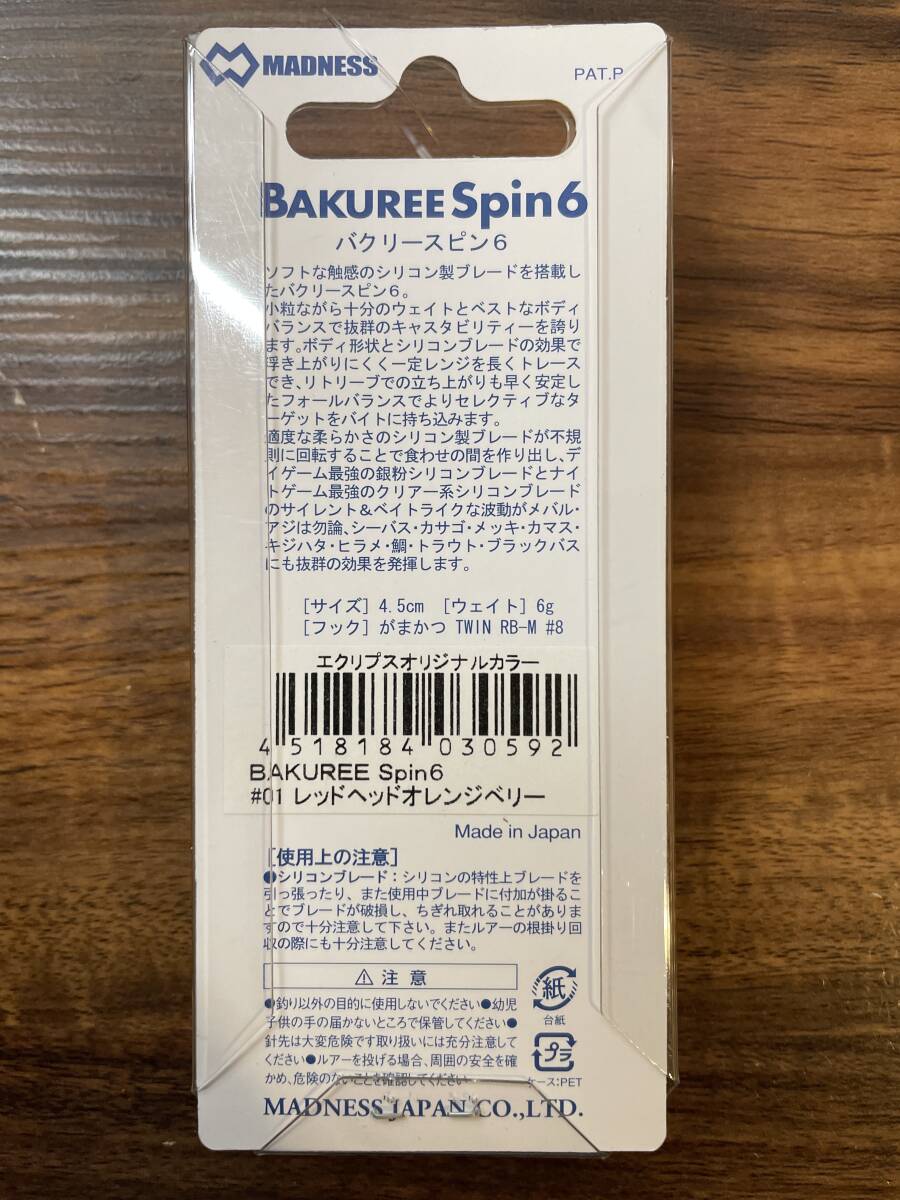 MADNESS
PAT.P
BAKUREE Spin6
バクリースピン6
ソフトな触感のシリコン製ブレードを搭載し
たバクリースピン6。
小粒ながら十分のウェイトとベストなボディ
バランスで抜群のキャスタビリティーを誇り
ます。ボディ形状とシリコンブレードの効果で
浮き上がりにくく一定レンジを長くトレース
でき、リトリーブでの立ち上がりも早く安定し
たフォールバランスでよりセレクティブなタ
ーゲットをバイトに持ち込みます。
適度な柔らかさのシリコン製ブレードが不規
則に回転することで食わせの間を作り出し、デ
イゲーム最強の銀粉シリコンブレードとナイ
トゲーム最強のクリアー系シリコンブレード
のサイレント&ベイトライクな波動がメバル・
アジは勿論、シーバス・カサゴ・メッキ・カマス・
キジハタ・ヒラメ・鯛・トラウト・ブラックバス
にも抜群の効果を発揮します。
[サイズ] 4.5cm [ウェイト] 6g
[フック] がまかつ TWIN RB-M #8
エクリプスオリジナルカラー
4 518184 030592
BAKUREE Spin6
#01 レッドヘッドオレンジベリー
Made in Japan
[使用上の注意]
●シリコンブレード：シリコンの特性上ブレードを
引っ張ったり、また使用中ブレードに付加が掛るこ
とでブレードが破損し、ちぎれ取れることがありま
すので十分注意して下さい。またルアーの根掛り回
収の際にも十分注意してください。
⚠ 注 意
●釣り以外の目的に使用しないでください●幼児
子供の手の届かないところで保管してください●
針先は大変危険です取り扱いには充分注意して
ください●ルアーを投げる場合、周囲の安全を確
かめ、危険のないことを確認してください
紙
台紙
プラ
ケース:PET
MADNESS JAPAN CO.,LTD.